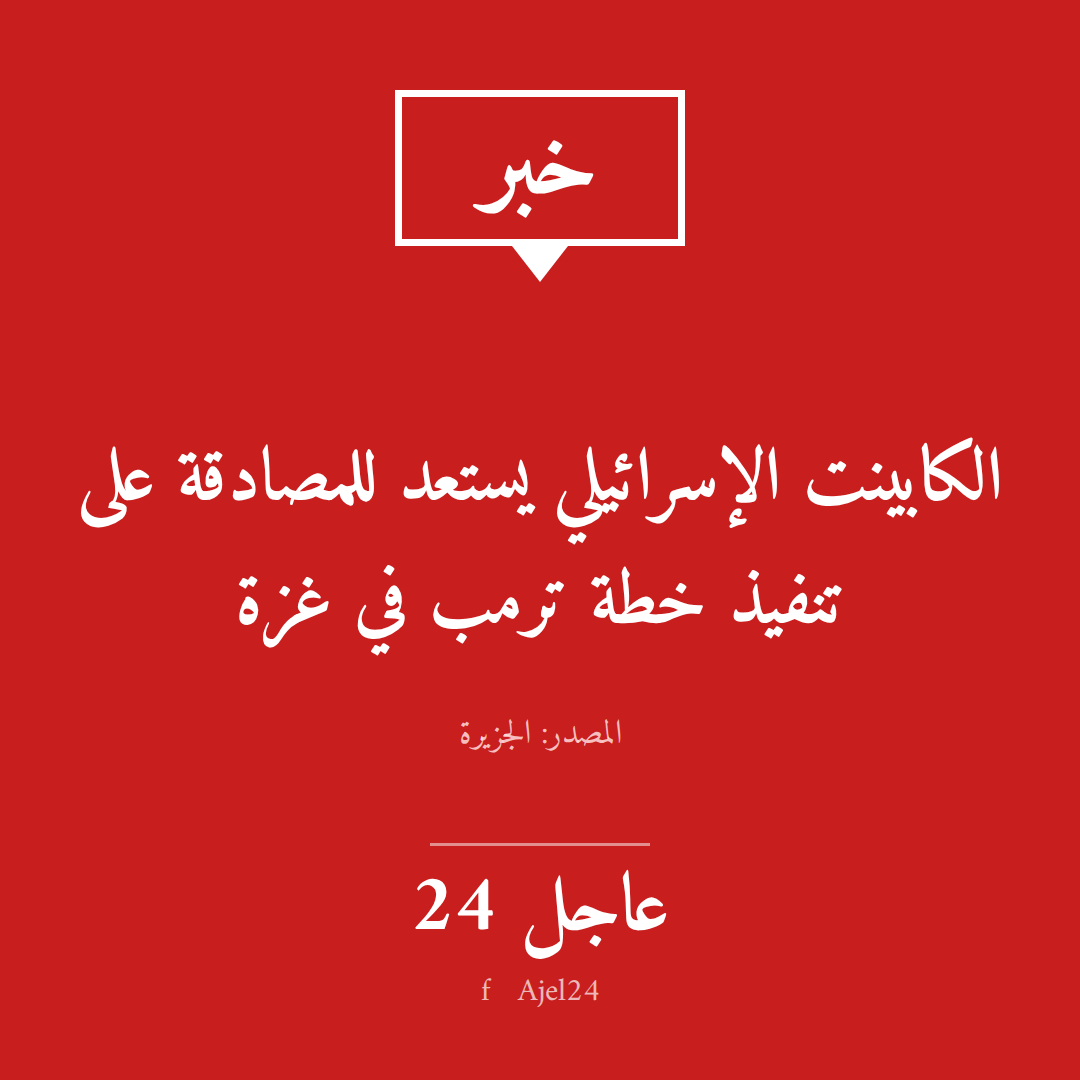 خبر
الكابينت الإسرائيلي يستعد للمصادقة على
تنفيذ خطة ترمب في غزة
المصدر: الجزيرة
عاجل 24
f Ajel24